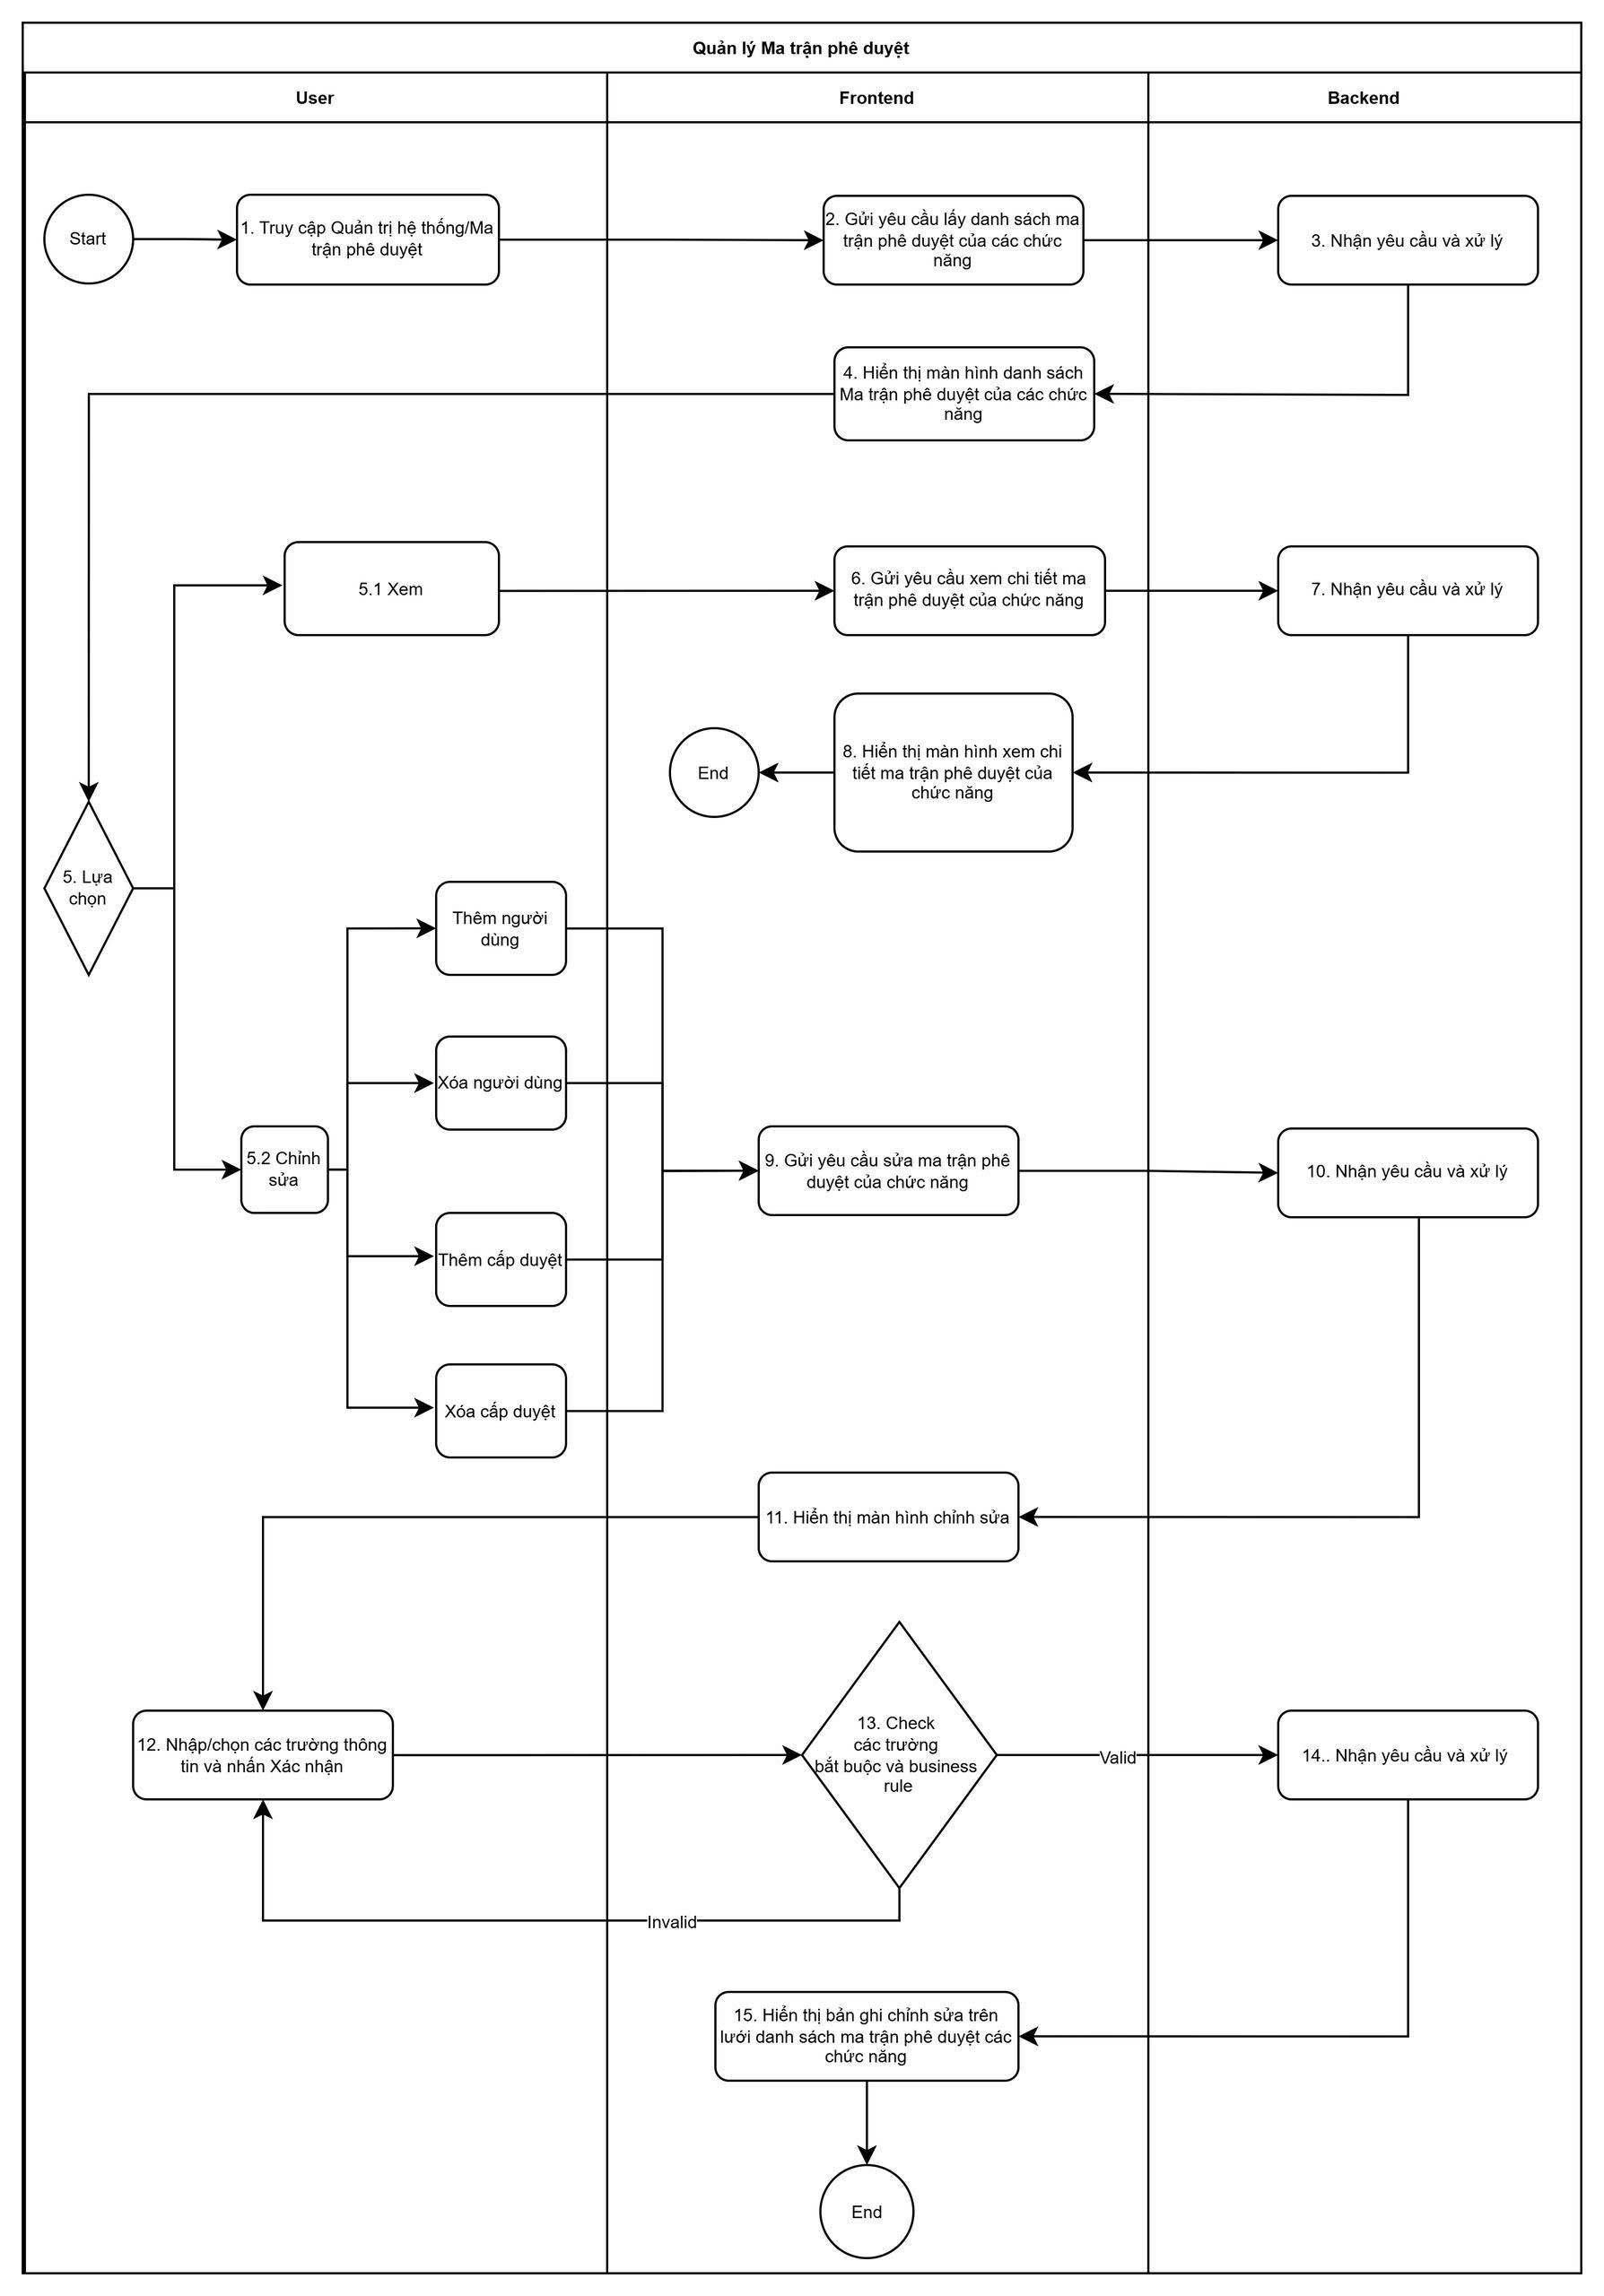 Quản lý Ma trận phê duyệt
User
Frontend
Backend
Start
1. Truy cập Quản trị hệ thống/Ma
trận phê duyệt
2. Gửi yêu cầu lấy danh sách ma
trận phê duyệt của các chức
năng
3. Nhận yêu cầu và xử lý
4. Hiển thị màn hình danh sách
Ma trận phê duyệt của các chức
năng
5.1 Xem
6. Gửi yêu cầu xem chi tiết ma
trận phê duyệt của chức năng
7. Nhận yêu cầu và xử lý
End
8. Hiển thị màn hình xem chi
tiết ma trận phê duyệt của
chức năng
5. Lựa
chọn
Thêm người
dùng
Xóa người dùng
5.2 Chỉnh
sửa
9. Gửi yêu cầu sửa ma trận phê
duyệt của chức năng
10. Nhận yêu cầu và xử lý
Thêm cấp duyệt
Xóa cấp duyệt
11. Hiển thị màn hình chỉnh sửa
12. Nhập/chọn các trường thông
tin và nhấn Xác nhận
13. Check
các trường
bắt buộc và business
rule
Valid
14.. Nhận yêu cầu và xử lý
Invalid
15. Hiển thị bản ghi chỉnh sửa trên
lưới danh sách ma trận phê duyệt các
chức năng
End